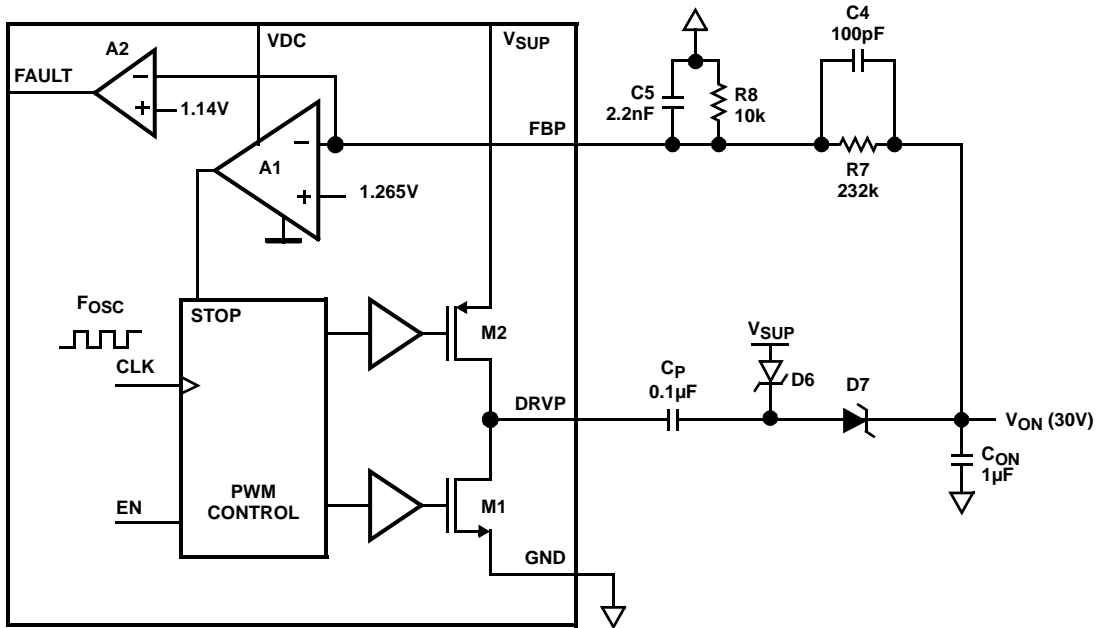 A2
VDC
VSUP
FAULT
−
+
1.14V
FBP
A1
−
+
1.265V
C5
2.2nF
R8
10k
C4
100pF
R7
232k
FOSC
STOP
CLK
M2
EN
PWM
CONTROL
M1
DRVP
GND
CP
0.1µF
VSUP
D6
D7
VON (30V)
CON
1µF